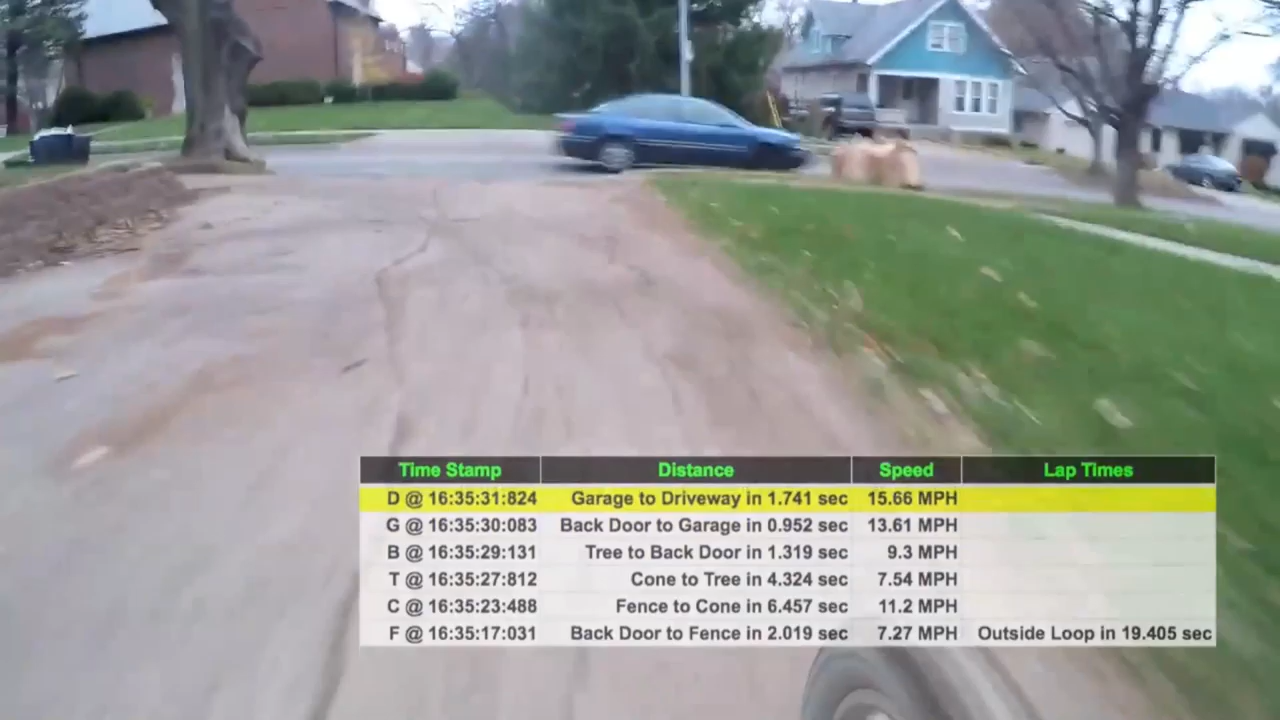 Time Stamp Distance Speed Lap Times
D @ 16:35:31:824 Garage to Driveway in 1.741 sec 15.66 MPH
G @ 16:35:30:083 Back Door to Garage in 0.952 sec 13.61 MPH
B @ 16:35:29:131 Tree to Back Door in 1.319 sec 9.3 MPH
T @ 16:35:27:812 Cone to Tree in 4.324 sec 7.54 MPH
C @ 16:35:23:488 Fence to Cone in 6.457 sec 11.2 MPH
F @ 16:35:17:031 Back Door to Fence in 2.019 sec 7.27 MPH Outside Loop in 19.405 sec